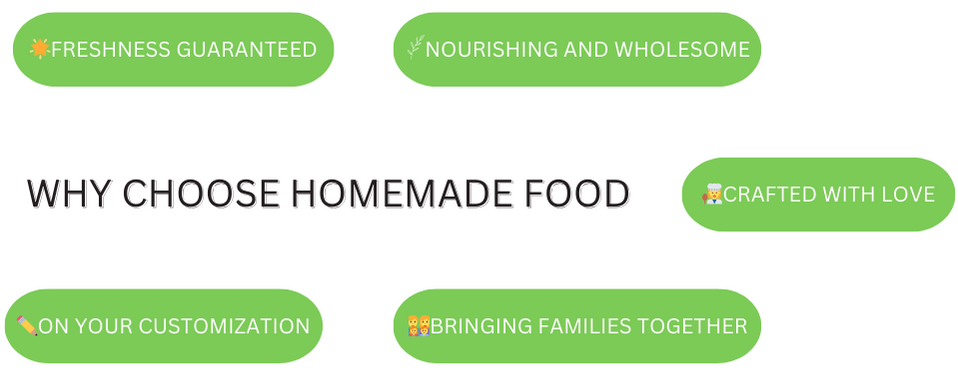 🌟FRESHNESS GUARANTEED
🌿NOURISHING AND WHOLESOME
WHY CHOOSE HOMEMADE FOOD
👩‍🍳CRAFTED WITH LOVE
✏️ON YOUR CUSTOMIZATION
👨‍👩‍👧‍👦BRINGING FAMILIES TOGETHER